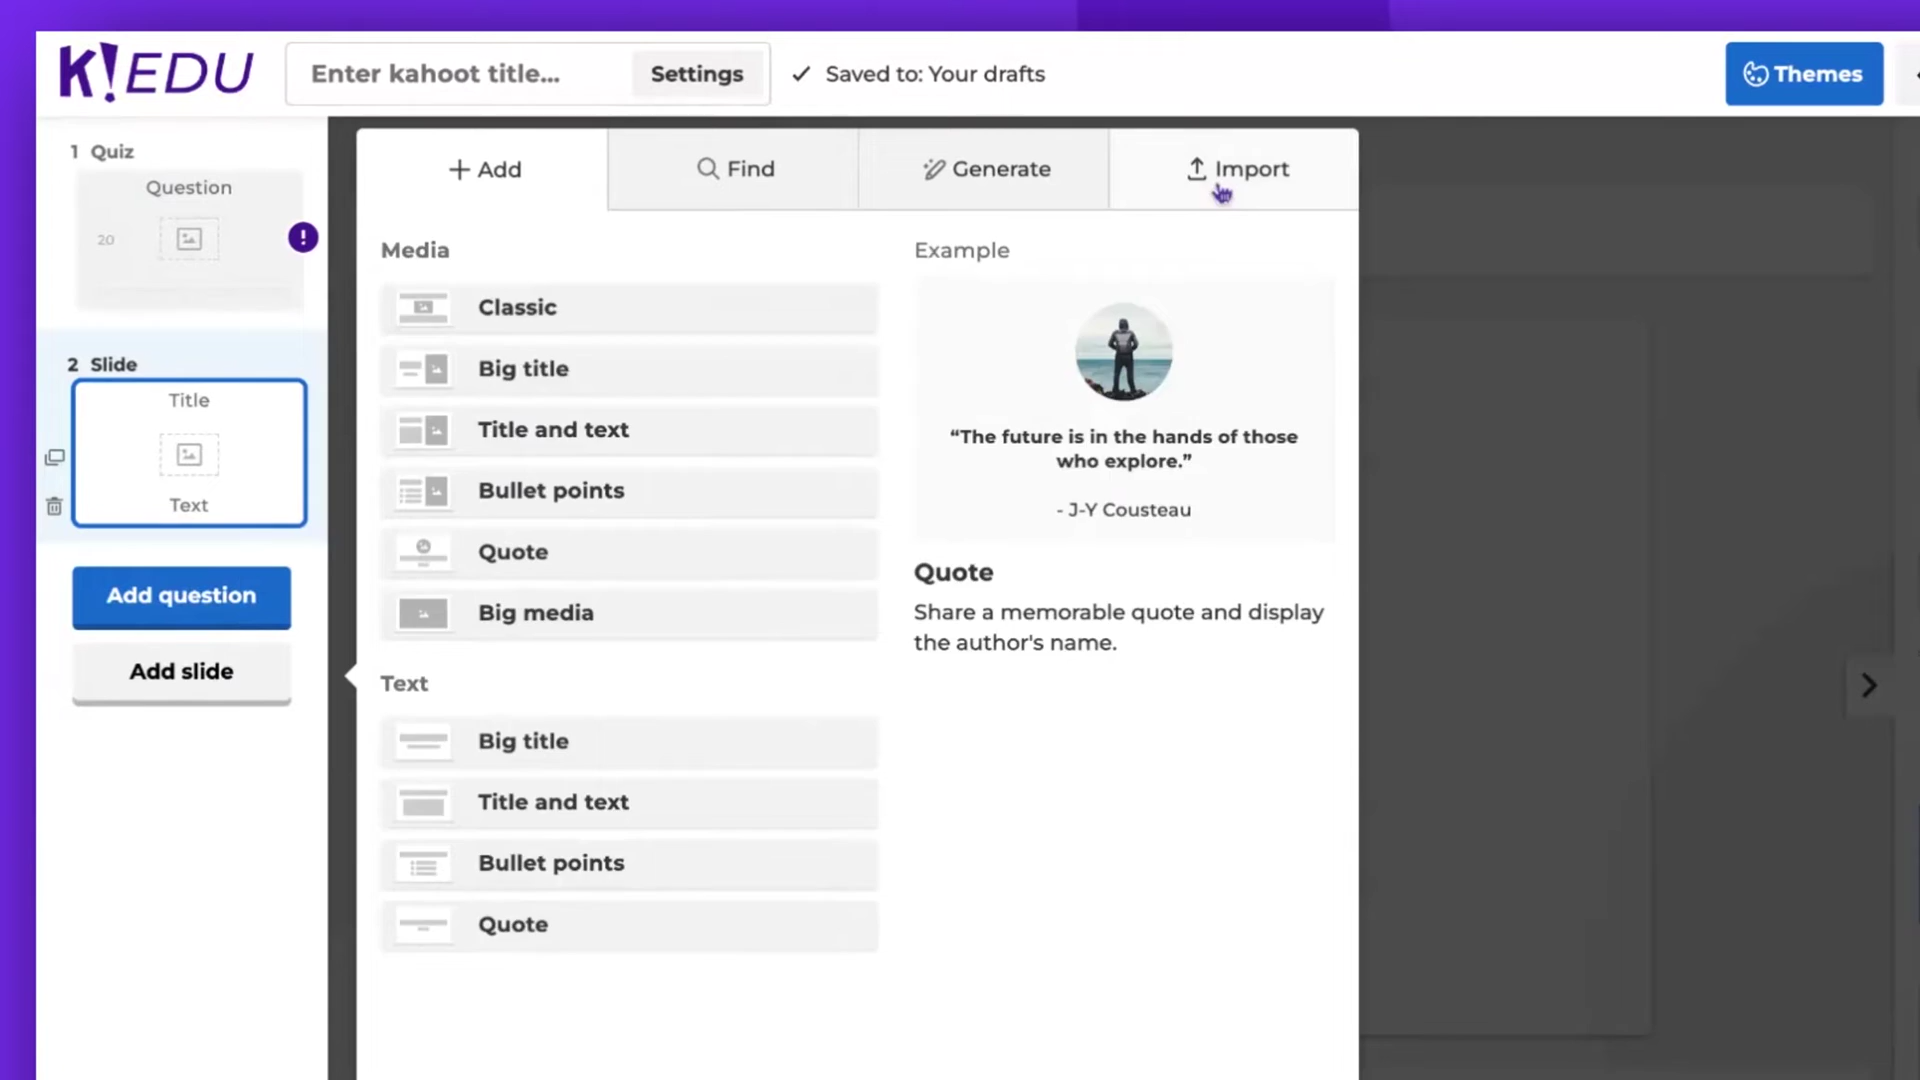 K!EDU
Enter kahoot title...
Settings
Saved to: Your drafts
Themes
1 Quiz
Question
20
!
2 Slide
Title
Text
Add question
Add slide
Add
Find
Generate
Import
Media
Classic
Big title
Title and text
Bullet points
Quote
Big media
Text
Big title
Title and text
Bullet points
Quote
Example
“The future is in the hands of those
who explore.”
- J-Y Cousteau
Quote
Share a memorable quote and display
the author's name.